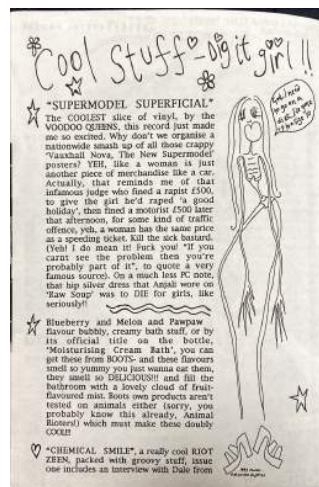 Cool Stuff - Dig it girl!!
"SUPERMODEL SUPERFICIAL"
The COOLEST slice of vinyl, by the
VOODOO QUEENS, this record just made
me so excited. Why don't we organise a
nationwide smash up of all those crappy
'Vauxhall Nova, The New Supermodel'
posters? YEH, like a woman is just
another piece of merchandise like a car.
Actually, that reminds me of that
infamous judge who fined a rapist £500,
to give the girl he'd raped 'a good
holiday', then fined a motorist £500 later
that afternoon, for some kind of traffic
offence, yeh, a woman has the same price
as a speeding ticket. Kill the sick bastard.
(Yeh! I do mean it! Fuck you! "If you
carnt see the problem then you're
probably part of it", to quote a very
famous source). On a much less PC note,
that hip silver dress that Anjali wore on
'Raw Soup' was to DIE for girls, like
seriously!!
Blueberry and Melon and Pawpaw
flavour bubbly, creamy bath stuff, or by
its official title on the bottle,
'Moisturising Cream Bath', you can
get these from BOOTS- and these flavours
smell so yummy you just wanna eat them,
they smell so DELICIOUS!! and fill the
bathroom with a lovely cloud of fruit-
flavoured mist. Boots own products aren't
tested on animals either (sorry, you
probably know this already, Animal
Rioters!) which must make these doubly
COOL!!
"CHEMICAL SMILE", a really cool RIOT
ZEEN, packed with groovy stuff, issue
one includes an interview with Dale from